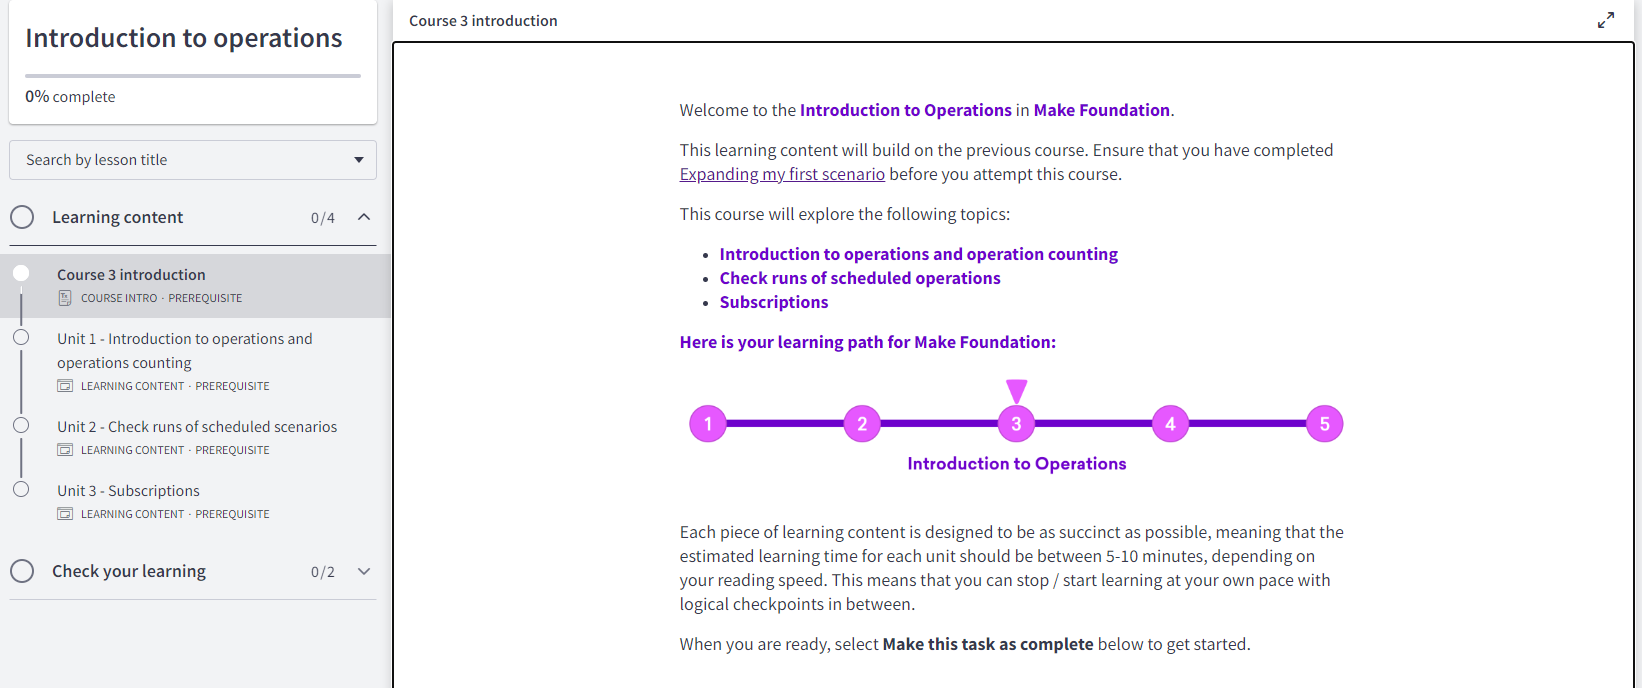 Introduction to operations
0% complete
Search by lesson title
Learning content 0/4
Course 3 introduction
COURSE INTRO · PREREQUISITE
Unit 1 - Introduction to operations and
operations counting
LEARNING CONTENT · PREREQUISITE
Unit 2 - Check runs of scheduled scenarios
LEARNING CONTENT · PREREQUISITE
Unit 3 - Subscriptions
LEARNING CONTENT · PREREQUISITE
Check your learning 0/2
Course 3 introduction
Welcome to the Introduction to Operations in Make Foundation.
This learning content will build on the previous course. Ensure that you have completed
Expanding my first scenario before you attempt this course.
This course will explore the following topics:
• Introduction to operations and operation counting
• Check runs of scheduled operations
• Subscriptions
Here is your learning path for Make Foundation:
1 2 3 4 5
Introduction to Operations
Each piece of learning content is designed to be as succinct as possible, meaning that the
estimated learning time for each unit should be between 5-10 minutes, depending on
your reading speed. This means that you can stop / start learning at your own pace with
logical checkpoints in between.
When you are ready, select Make this task as complete below to get started.